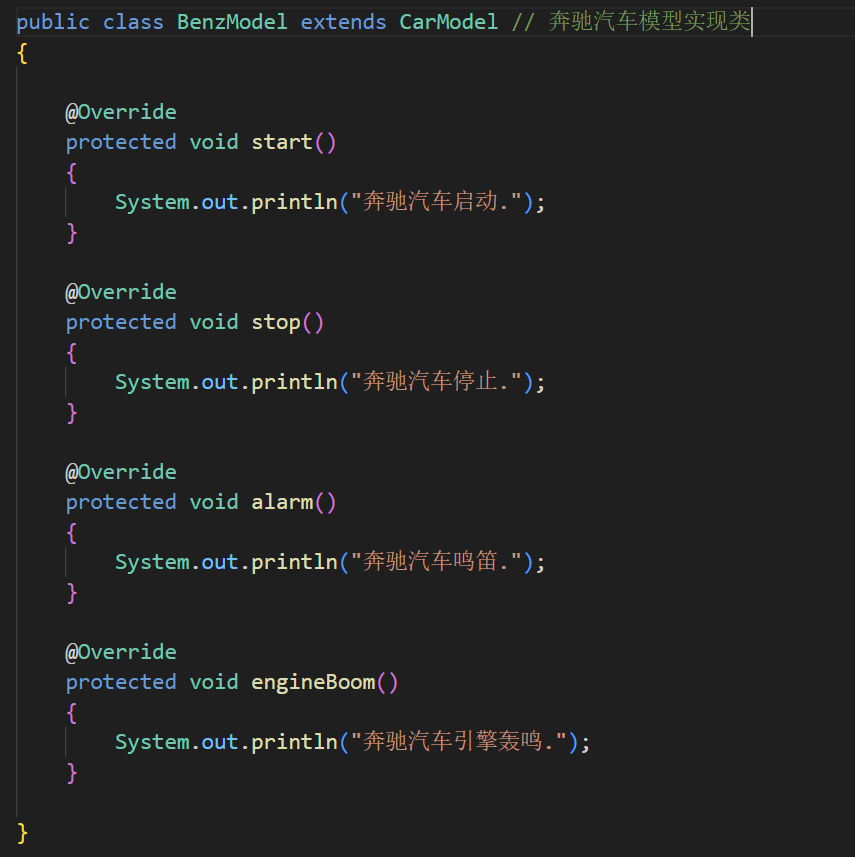 public class BenzModel extends CarModel // 奔驰汽车模型实现类
{
@Override
protected void start()
{
System.out.println("奔驰汽车启动.");
}
@Override
protected void stop()
{
System.out.println("奔驰汽车停止.");
}
@Override
protected void alarm()
{
System.out.println("奔驰汽车鸣笛.");
}
@Override
protected void engineBoom()
{
System.out.println("奔驰汽车引擎轰鸣.");
}
}